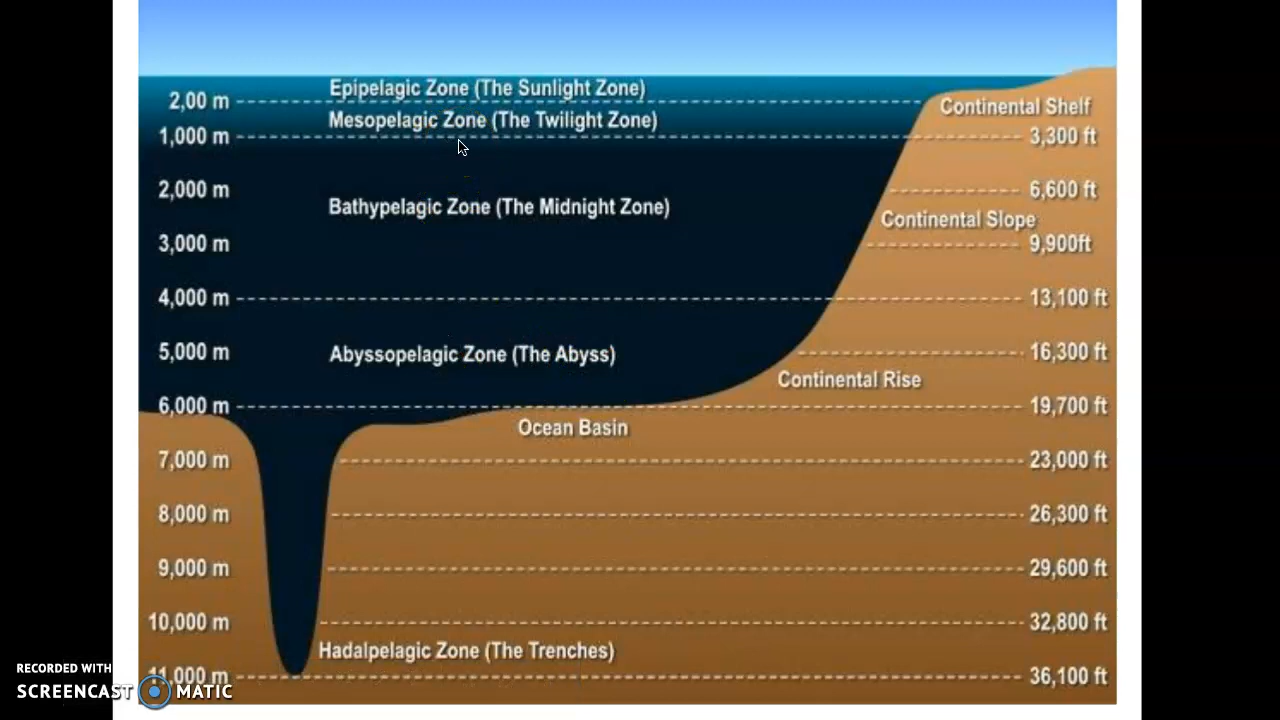 Epipelagic Zone (The Sunlight Zone)
2,00 m
Continental Shelf
Mesopelagic Zone (The Twilight Zone)
1,000 m
3,300 ft
2,000 m
6,600 ft
Bathypelagic Zone (The Midnight Zone)
Continental Slope
3,000 m
9,900ft
4,000 m
13,100 ft
5,000 m
Abyssopelagic Zone (The Abyss)
16,300 ft
Continental Rise
6,000 m
19,700 ft
Ocean Basin
7,000 m
23,000 ft
8,000 m
26,300 ft
9,000 m
29,600 ft
10,000 m
32,800 ft
Hadalpelagic Zone (The Trenches)
11,000 m
36,100 ft
RECORDED WITH
SCREENCAST MATIC